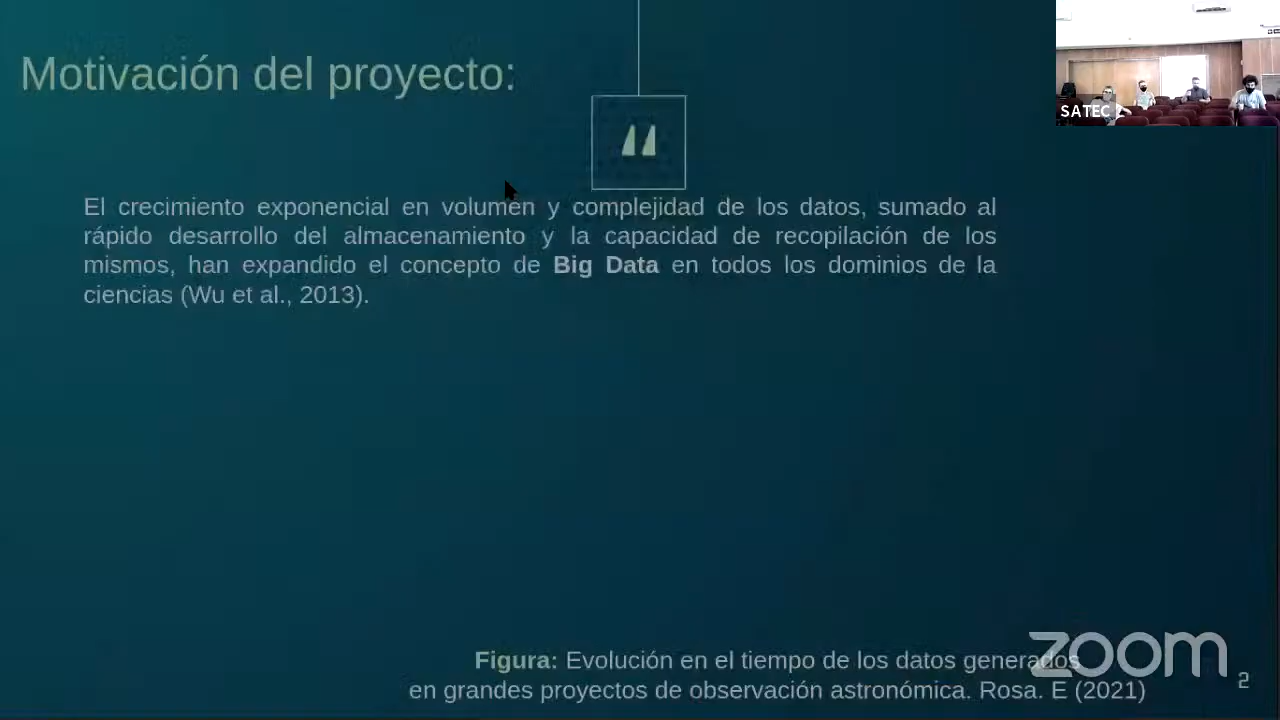 Motivación del proyecto:
SATEC
El crecimiento exponencial en volumen y complejidad de los datos, sumado al
rápido desarrollo del almacenamiento y la capacidad de recopilación de los
mismos, han expandido el concepto de Big Data en todos los dominios de la
ciencias (Wu et al., 2013).
Figura: Evolución en el tiempo de los datos generados
en grandes proyectos de observación astronómica. Rosa. E (2021)
zoom
2